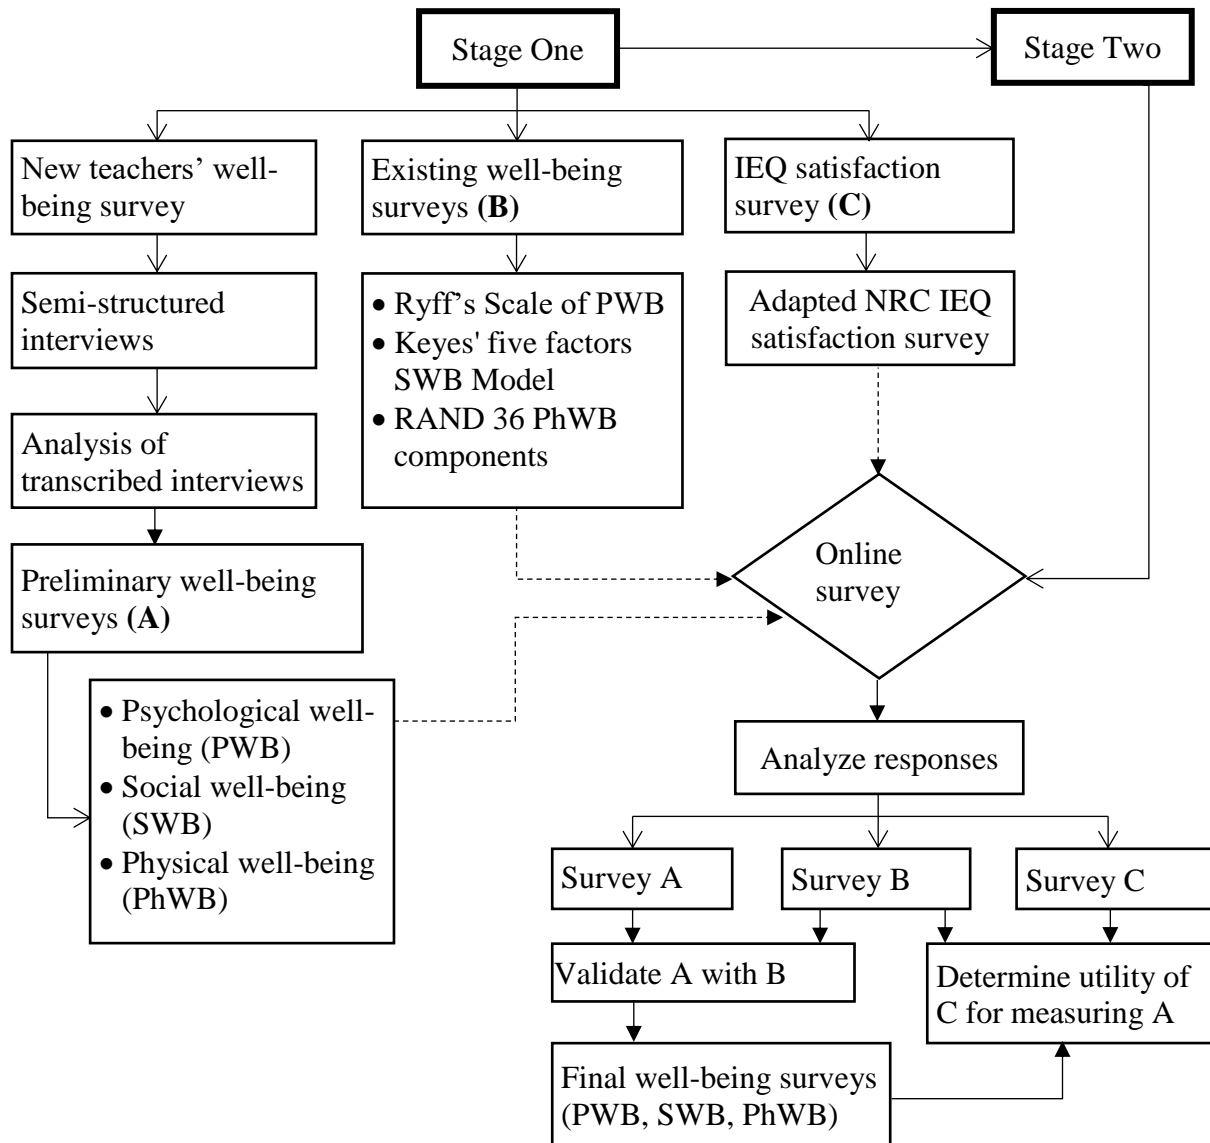 Stage One
Stage Two
New teachers’ well-
being survey
Existing well-being
surveys (B)
IEQ satisfaction
survey (C)
Semi-structured
interviews
• Ryff’s Scale of PWB
• Keyes' five factors
SWB Model
• RAND 36 PhWB
components
Adapted NRC IEQ
satisfaction survey
Analysis of
transcribed interviews
Preliminary well-being
surveys (A)
Online
survey
• Psychological well-
being (PWB)
• Social well-being
(SWB)
• Physical well-being
(PhWB)
Analyze responses
Survey A
Survey B
Survey C
Validate A with B
Determine utility of
C for measuring A
Final well-being surveys
(PWB, SWB, PhWB)